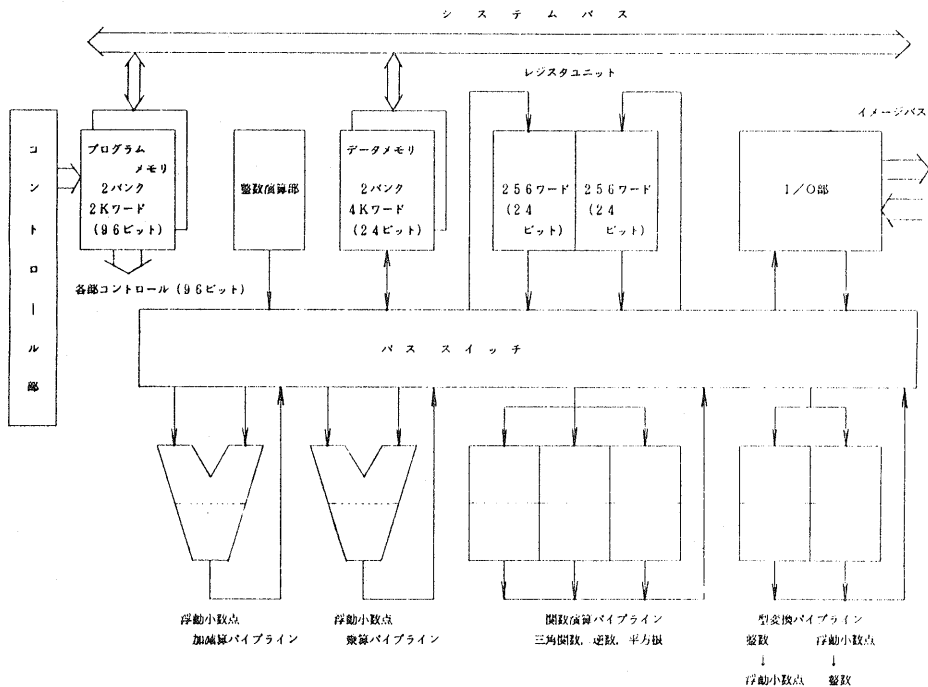 システムバス
レジスタユニット
イメージバス
コントロール部
プログラム
メモリ
2バンク
2Kワード
(96ビット)
整数演算部
データメモリ
2バンク
4Kワード
(24ビット)
256ワード
(24
ビット)
256ワード
(24
ビット)
I/O部
各部コントロール(96ビット)
バススイッチ
浮動小数点
加減算パイプライン
浮動小数点
乗算パイプライン
関数演算パイプライン
三角関数, 逆数, 平方根
型変換パイプライン
整数
↓
浮動小数点
浮動小数点
↓
整数